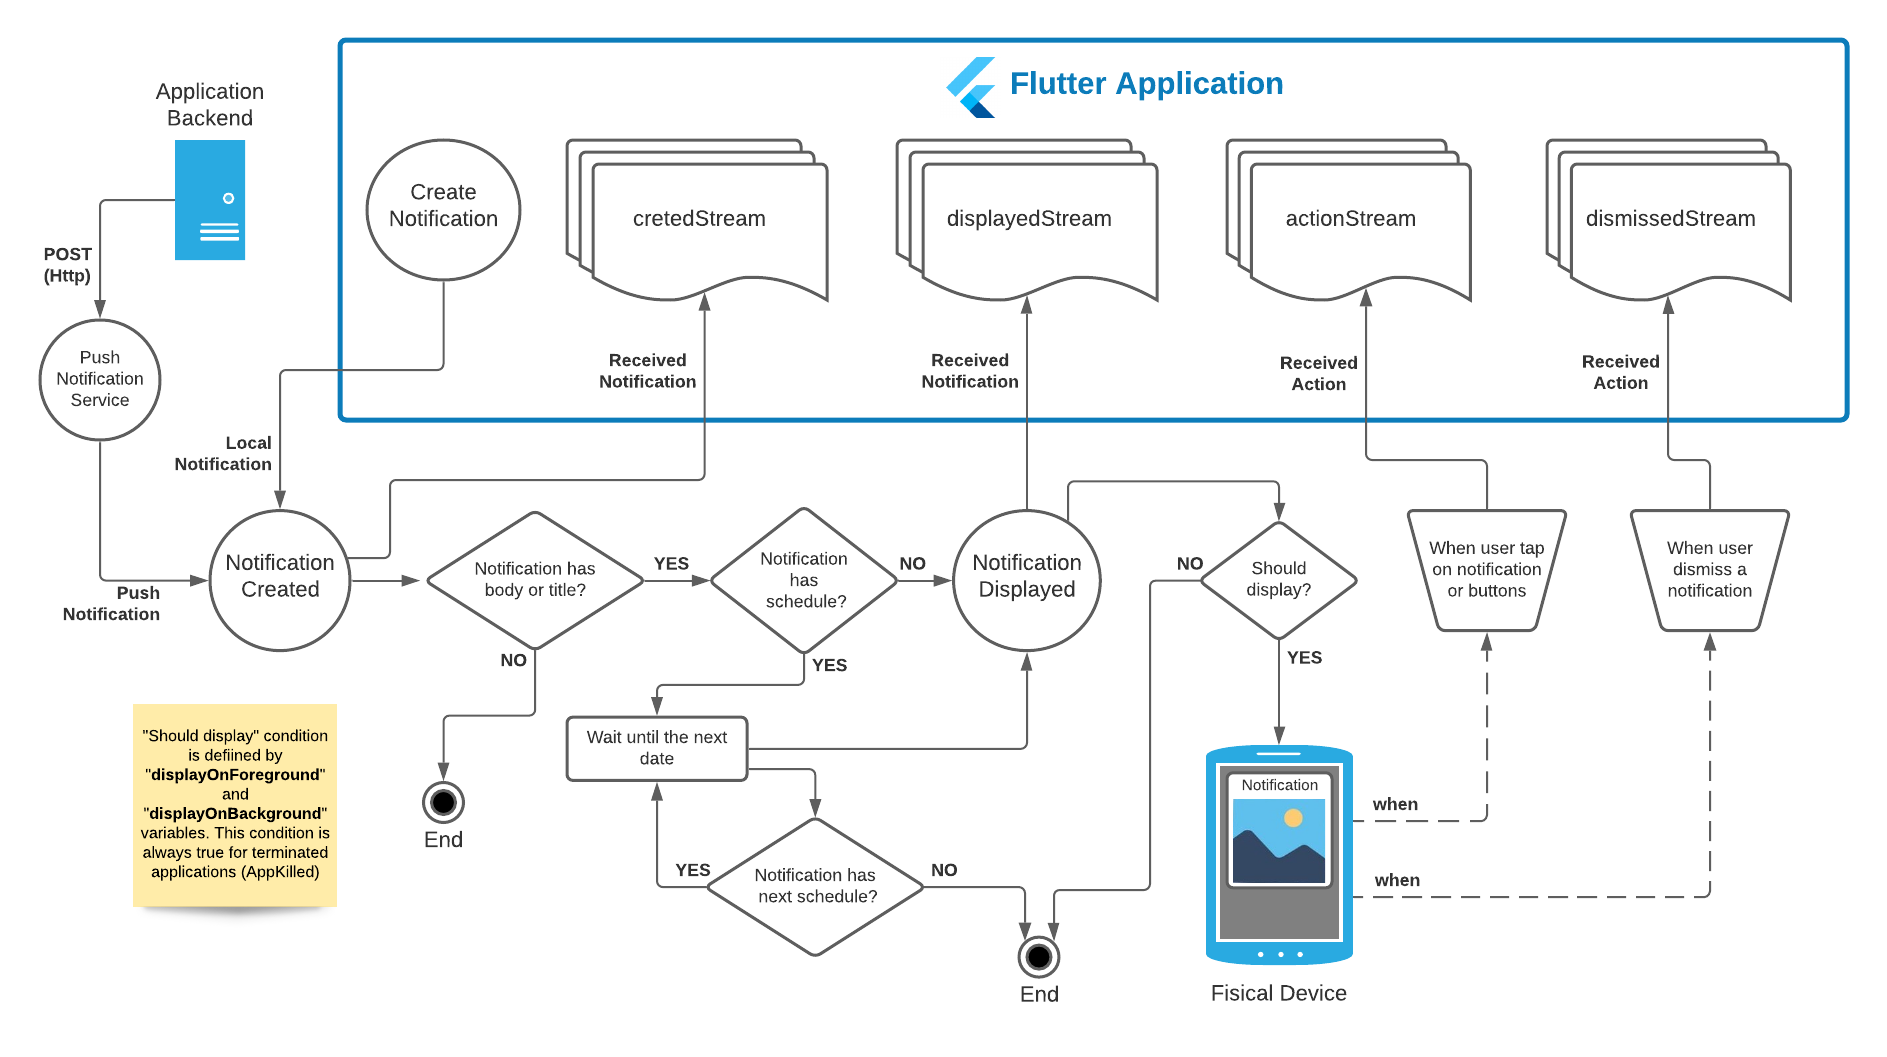 Flutter Application
Application
Backend
Create
Notification
cretedStream
displayedStream
actionStream
dismissedStream
POST
(Http)
Push
Notification
Service
Received
Notification
Received
Notification
Received
Action
Received
Action
Local
Notification
Push
Notification
Notification
Created
Notification has
body or title?
YES
NO
Notification
has
schedule?
NO
YES
Notification
Displayed
NO
Should
display?
YES
When user tap
on notification
or buttons
When user
dismiss a
notification
"Should display" condition
is defiined by
"displayOnForeground"
and
"displayOnBackground"
variables. This condition is
always true for terminated
applications (AppKilled)
End
Wait until the next
date
YES
Notification has
next schedule?
NO
End
Notification
when
when
Fisical Device